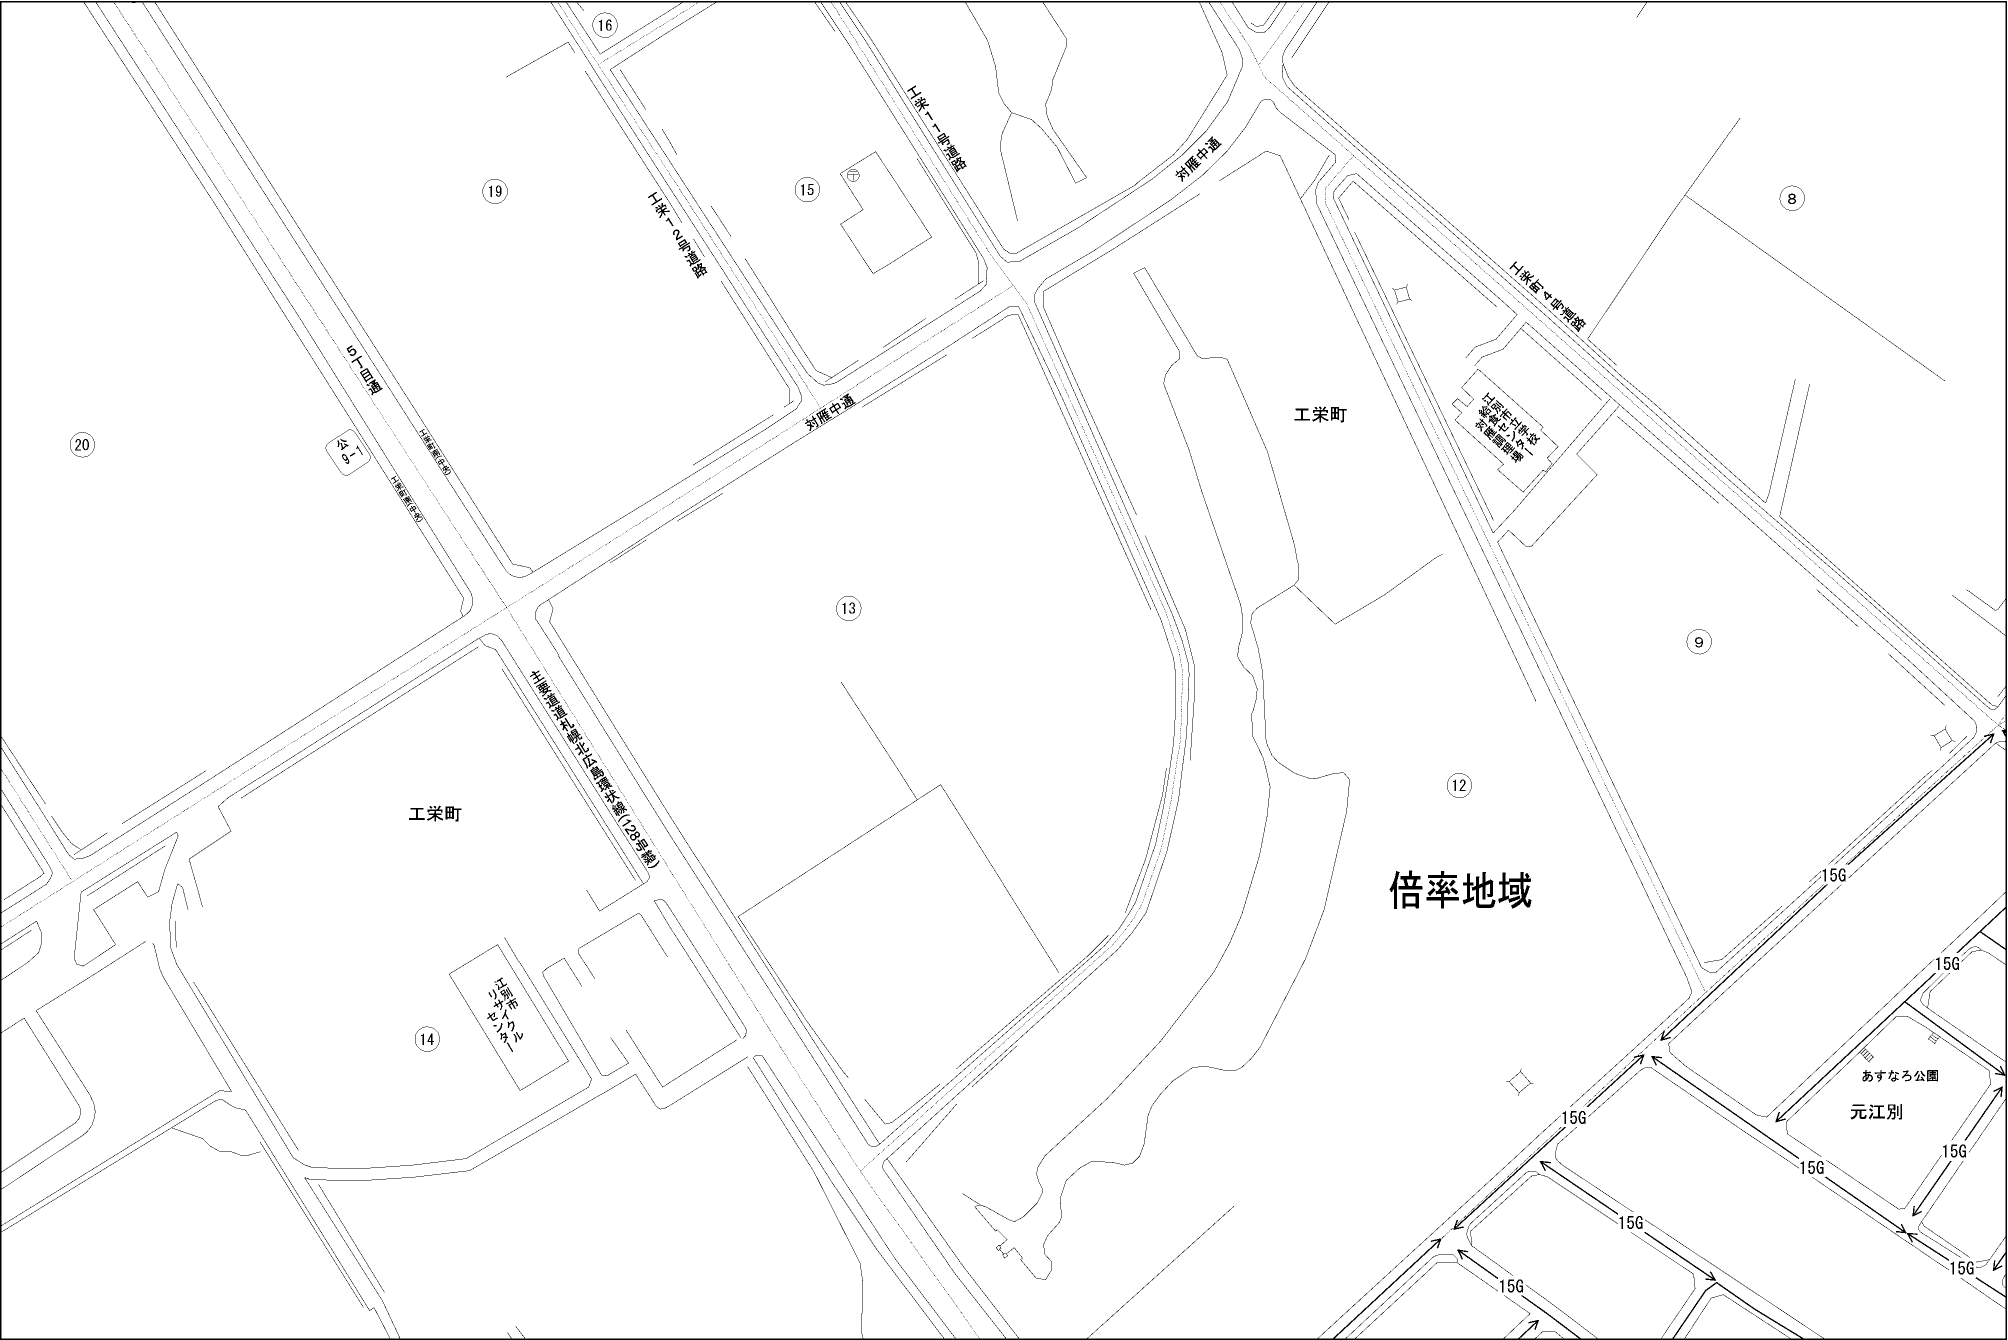 16
工栄11号道路
対雁中通
19
15
〒
8
工栄12号道路
工栄町4号道路
5丁目通
対雁中通
工栄町
江別市立学校
給食センター
対雁調理場
20
公
9-1
13
9
主要道道札幌北広島環状線(128号線)
12
工栄町
倍率地域
15G
15G
江別市
リサイクル
センター
14
あすなろ公園
元江別
15G
15G
15G
15G
15G
15G